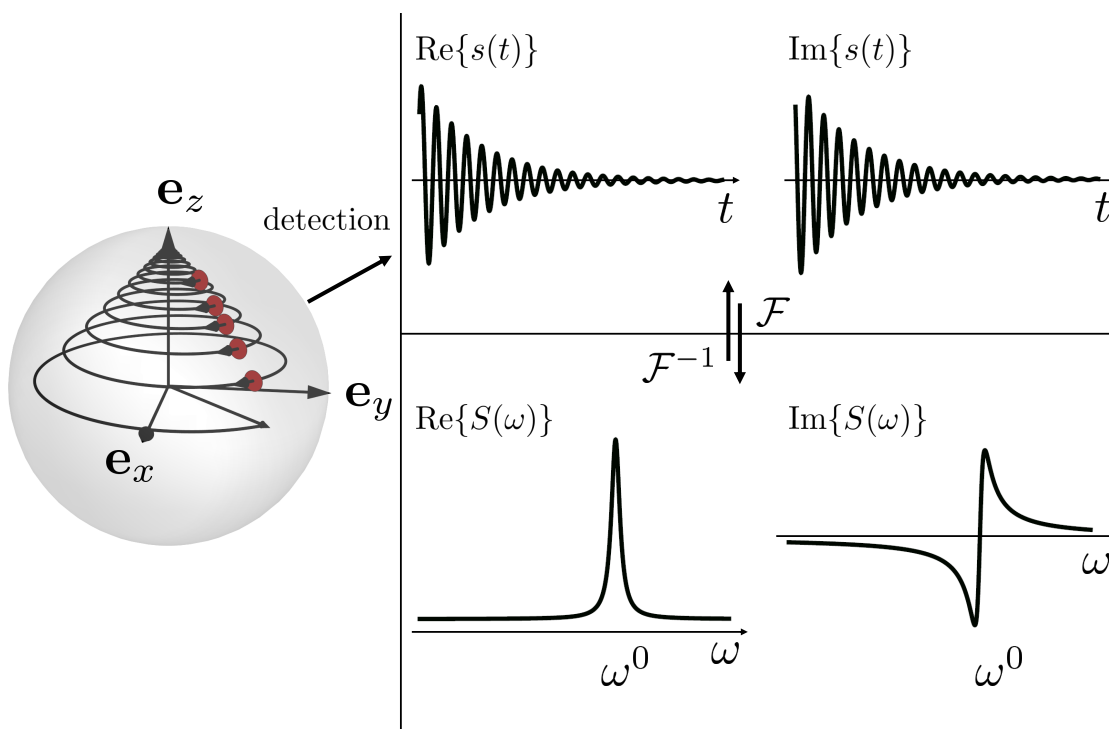 Re{s(t)}
Im{s(t)}
e_z
detection
t
t
ℱ
ℱ^{-1}
e_y
e_x
Re{S(ω)}
Im{S(ω)}
ω
ω
ω^0
ω^0